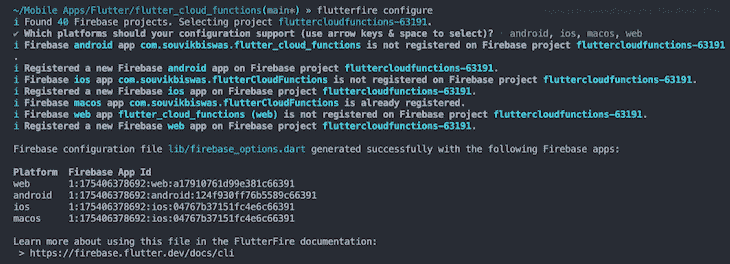 ~/Mobile Apps/Flutter/flutter_cloud_functions(main*) » flutterfire configure
i Found 40 Firebase projects. Selecting project fluttercloudfunctions-63191.
✔ Which platforms should your configuration support (use arrow keys & space to select)? · android, ios, macos, web
i Firebase android app com.souvikbiswas.flutter_cloud_functions is not registered on Firebase project fluttercloudfunctions-63191
.
i Registered a new Firebase android app on Firebase project fluttercloudfunctions-63191.
i Firebase ios app com.souvikbiswas.flutterCloudFunctions is not registered on Firebase project fluttercloudfunctions-63191.
i Registered a new Firebase ios app on Firebase project fluttercloudfunctions-63191.
i Firebase macos app com.souvikbiswas.flutterCloudFunctions is already registered.
i Firebase web app flutter_cloud_functions (web) is not registered on Firebase project fluttercloudfunctions-63191.
i Registered a new Firebase web app on Firebase project fluttercloudfunctions-63191.
Firebase configuration file lib/firebase_options.dart generated successfully with the following Firebase apps:
Platform Firebase App Id
web 1:175406378692:web:a17910761d99e381c66391
android 1:175406378692:android:124f930ff76b5589c66391
ios 1:175406378692:ios:04767b37151fc4e6c66391
macos 1:175406378692:ios:04767b37151fc4e6c66391
Learn more about using this file in the FlutterFire documentation:
> https://firebase.flutter.dev/docs/cli